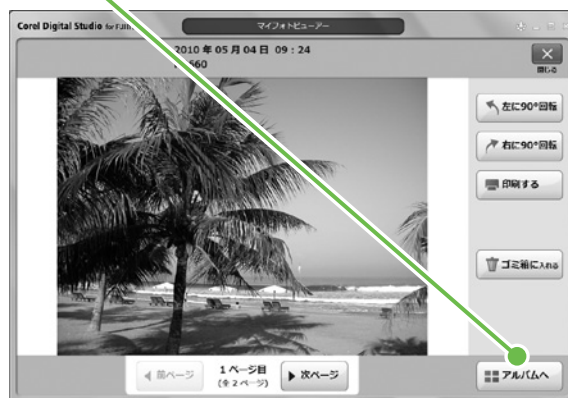 Corel Digital Studio for FUJI
マイフォトビューアー
2010 年 05 月 04 日 09：24
660
閉じる
左に90°回転
右に90°回転
印刷する
ゴミ箱に入れる
前ページ
1 ページ目
(全 2 ページ)
次ページ
アルバムへ